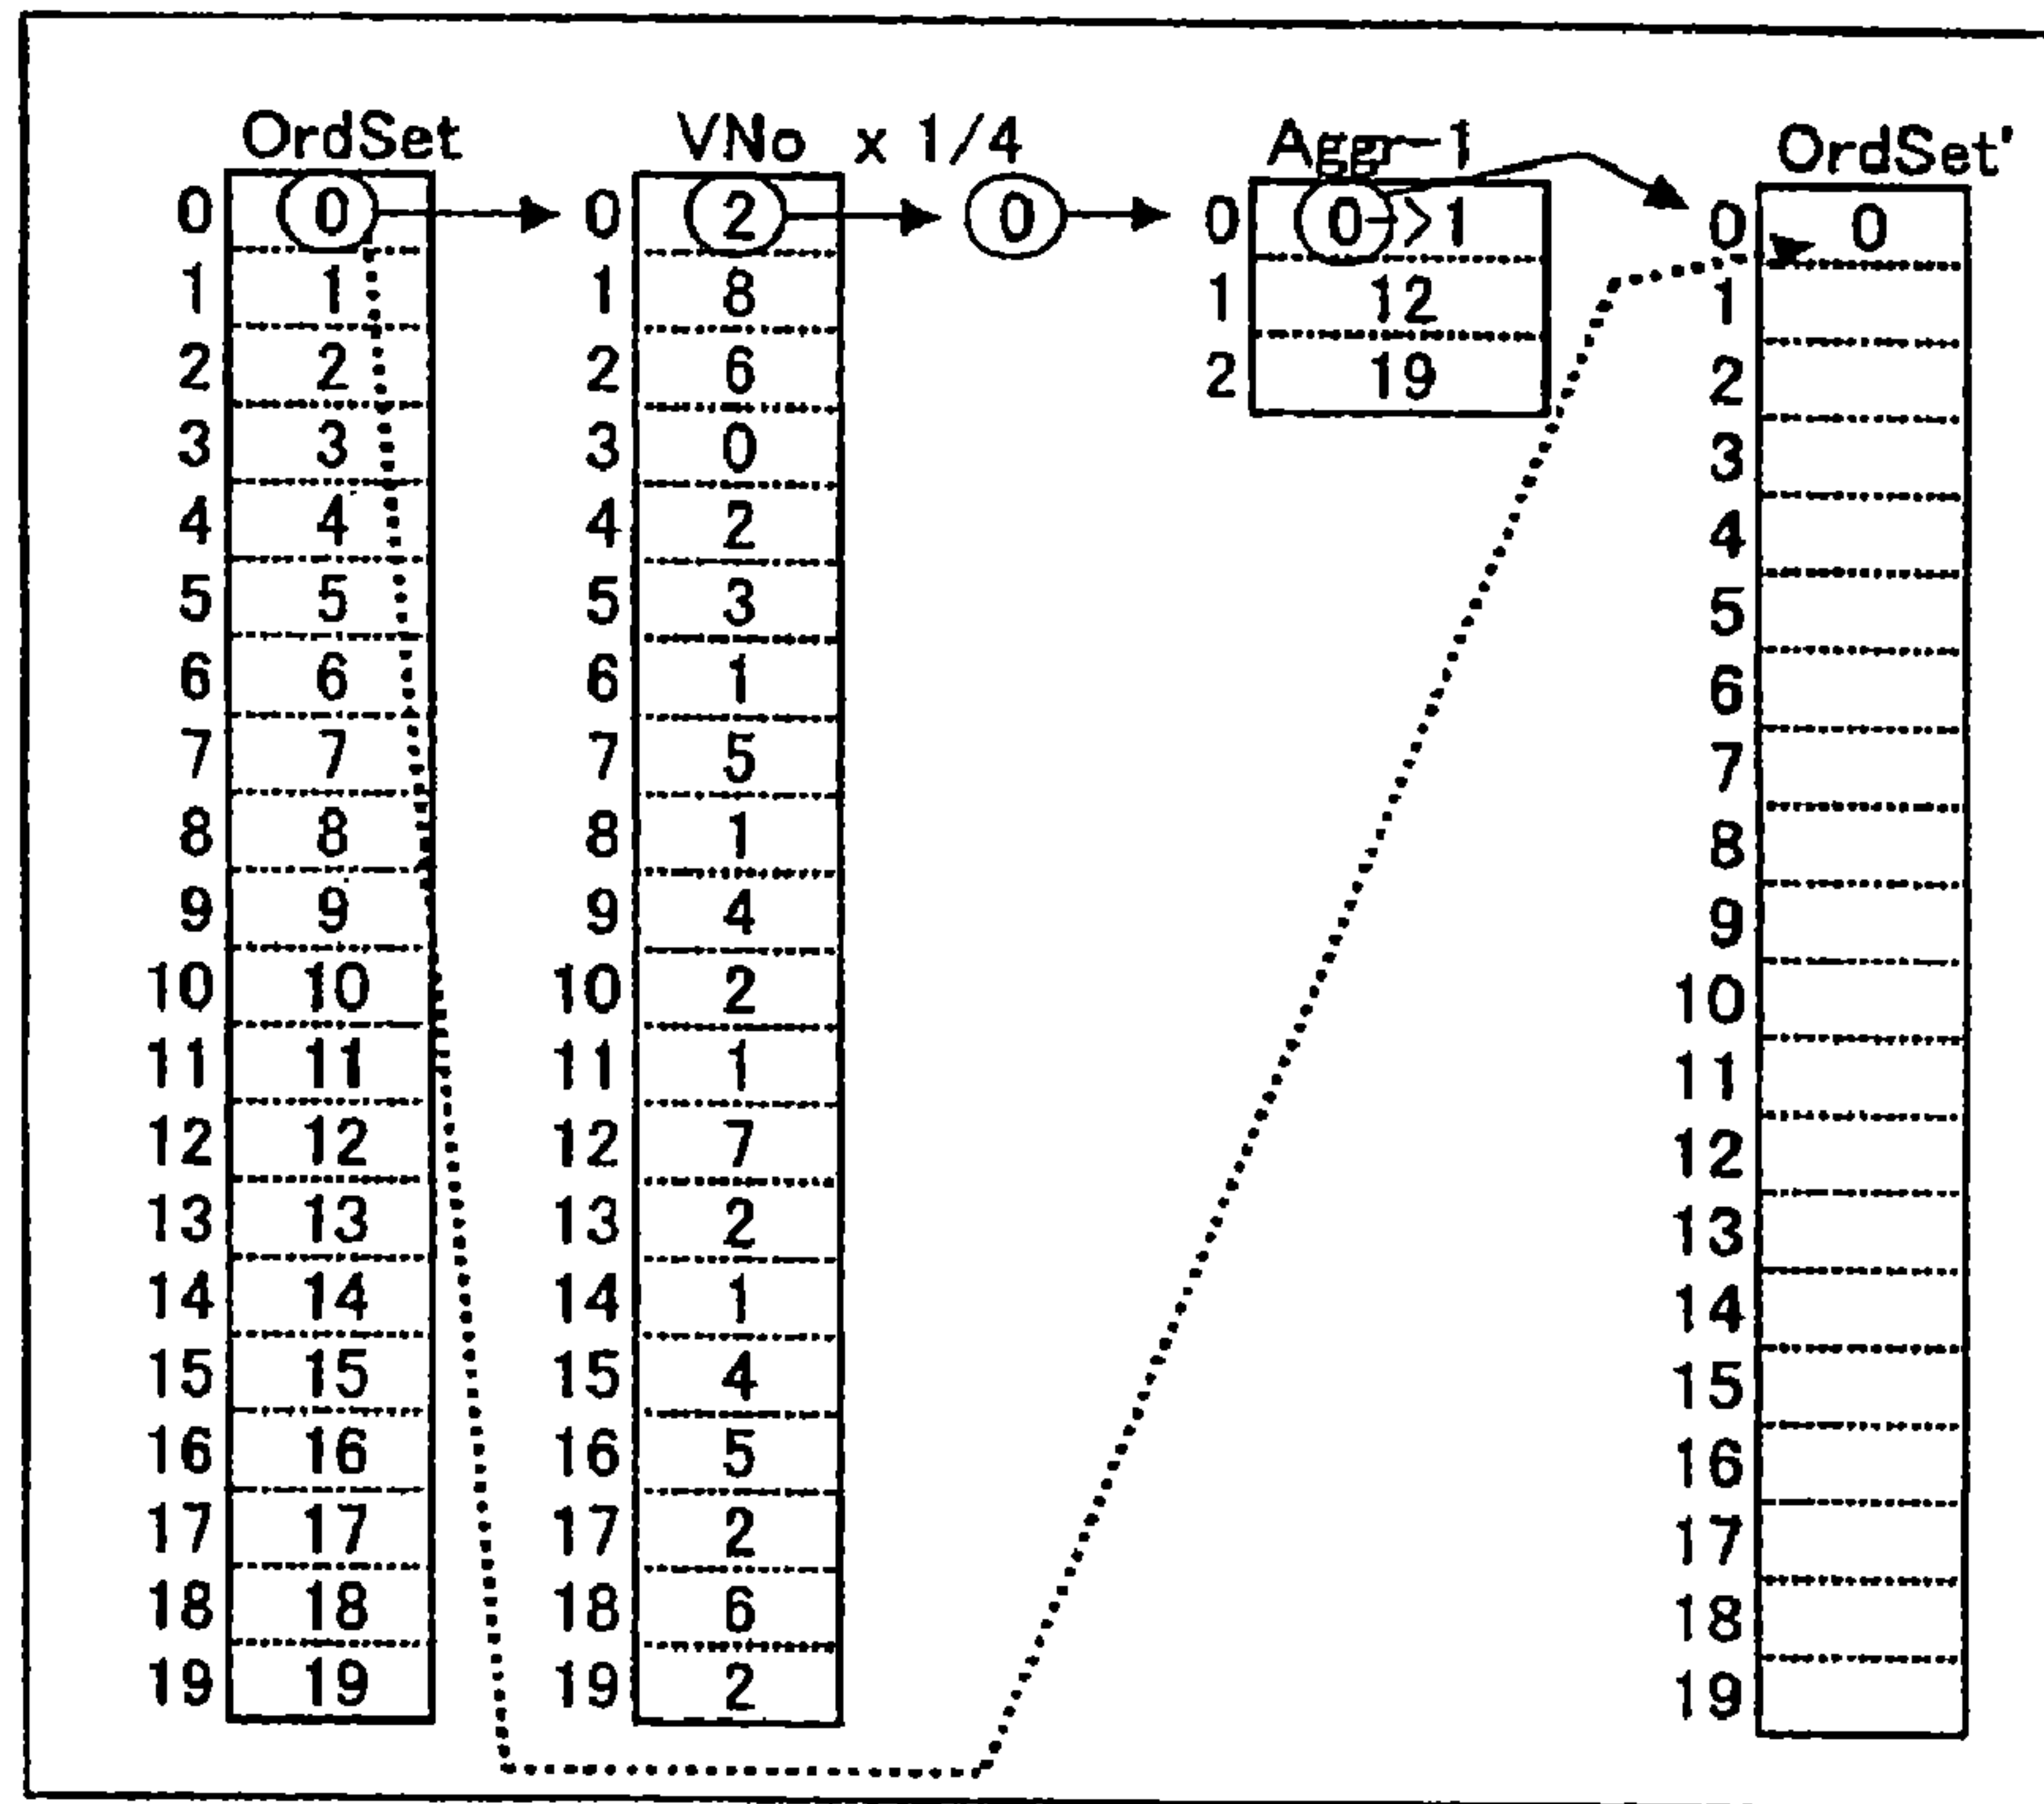 OrdSet VNo x 1/4 Aggr-1 OrdSet'
0 0 0 2 0 0 0->1 0 0
1 1 1 8 1 12 1
2 2 2 6 2 19 2
3 3 3 0 3
4 4 4 2 4
5 5 5 3 5
6 6 6 1 6
7 7 7 5 7
8 8 8 1 8
9 9 9 4 9
10 10 10 2 10
11 11 11 1 11
12 12 12 7 12
13 13 13 2 13
14 14 14 1 14
15 15 15 4 15
16 16 16 5 16
17 17 17 2 17
18 18 18 6 18
19 19 19 2 19